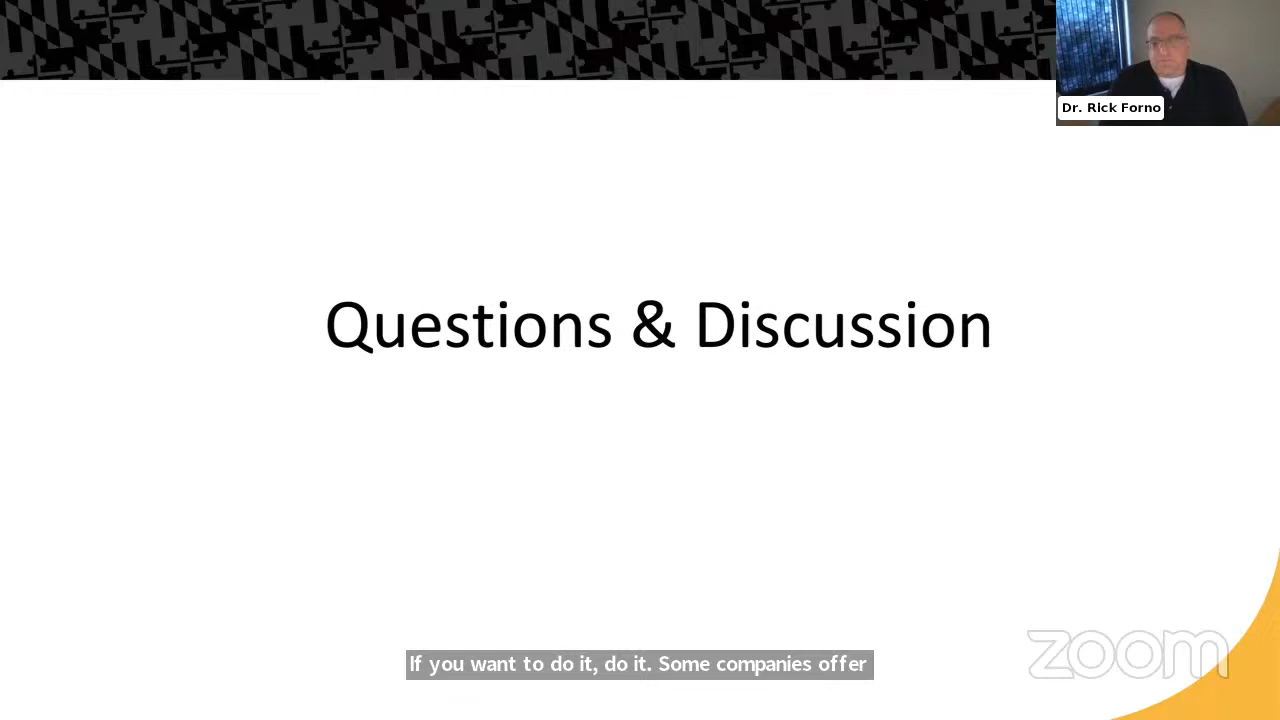 Dr. Rick Forno
Questions & Discussion
If you want to do it, do it. Some companies offer
zoom